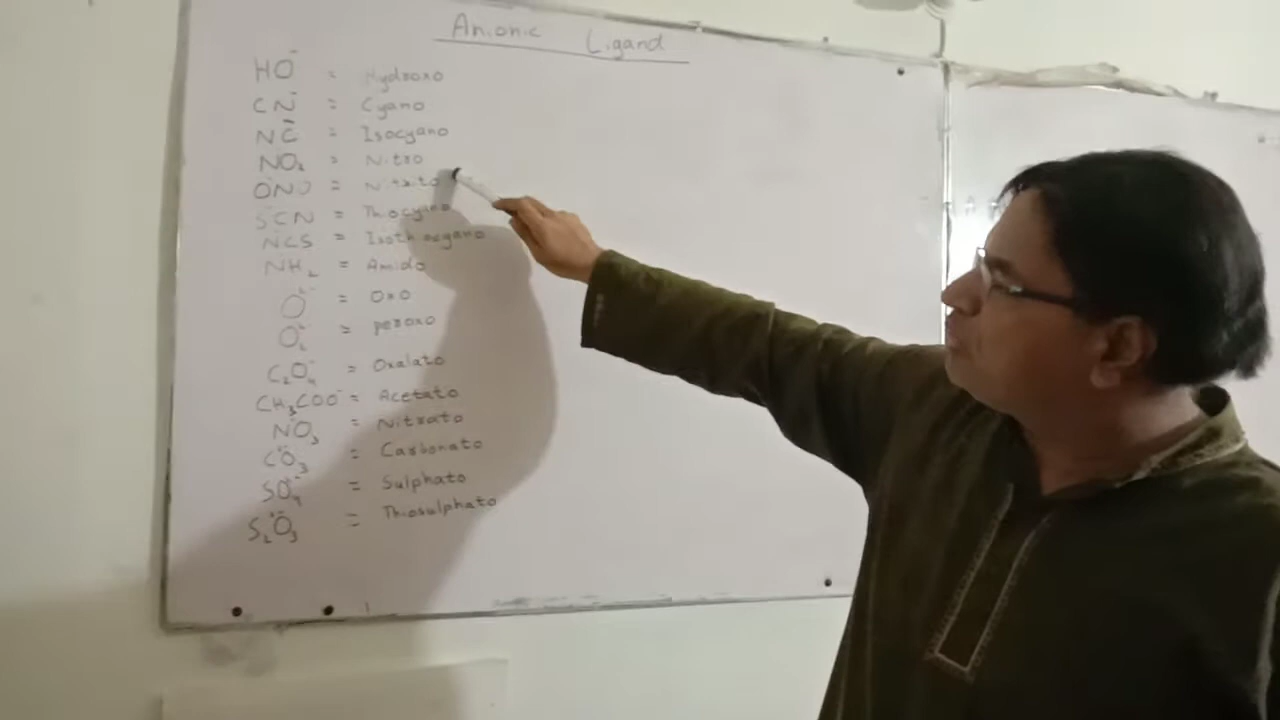 Anionic Ligand
HO⁻ = Hydroxo
CN⁻ = Cyano
NC⁻ = Isocyano
NO₂ = Nitro
ONO = Nitrito
SCN = Thiocyano
NCS = Isothiocyano
NH₂ = Amido
O²⁻ = Oxo
O₂²⁻ = peroxo
C₂O₄²⁻ = Oxalato
CH₃COO⁻ = Acetato
NO₃⁻ = Nitrato
CO₃²⁻ = Carbonato
SO₄²⁻ = Sulphato
S₂O₃²⁻ = Thiosulphato